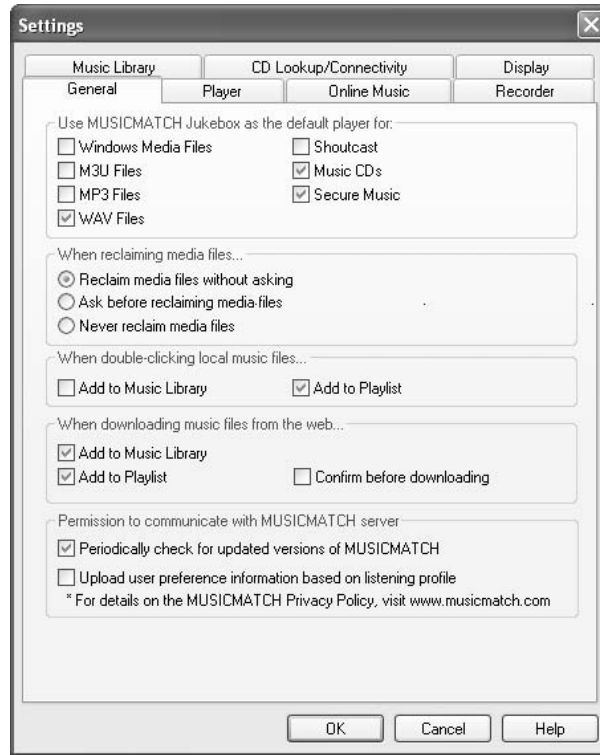 Settings
Music Library CD Lookup/Connectivity Display
General Player Online Music Recorder
Use MUSICMATCH Jukebox as the default player for:
Windows Media Files Shoutcast
M3U Files Music CDs
MP3 Files Secure Music
WAV Files
When reclaiming media files...
Reclaim media files without asking
Ask before reclaiming media files
Never reclaim media files
When double-clicking local music files...
Add to Music Library Add to Playlist
When downloading music files from the web...
Add to Music Library
Add to Playlist Confirm before downloading
Permission to communicate with MUSICMATCH server
Periodically check for updated versions of MUSICMATCH
Upload user preference information based on listening profile
* For details on the MUSICMATCH Privacy Policy, visit www.musicmatch.com
OK Cancel Help